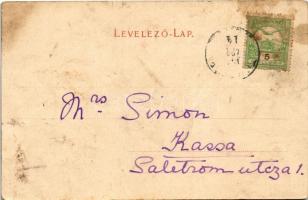 LEVELEZŐ-LAP.
Mrs Simon
Kassa
Saletrom utcza 1.